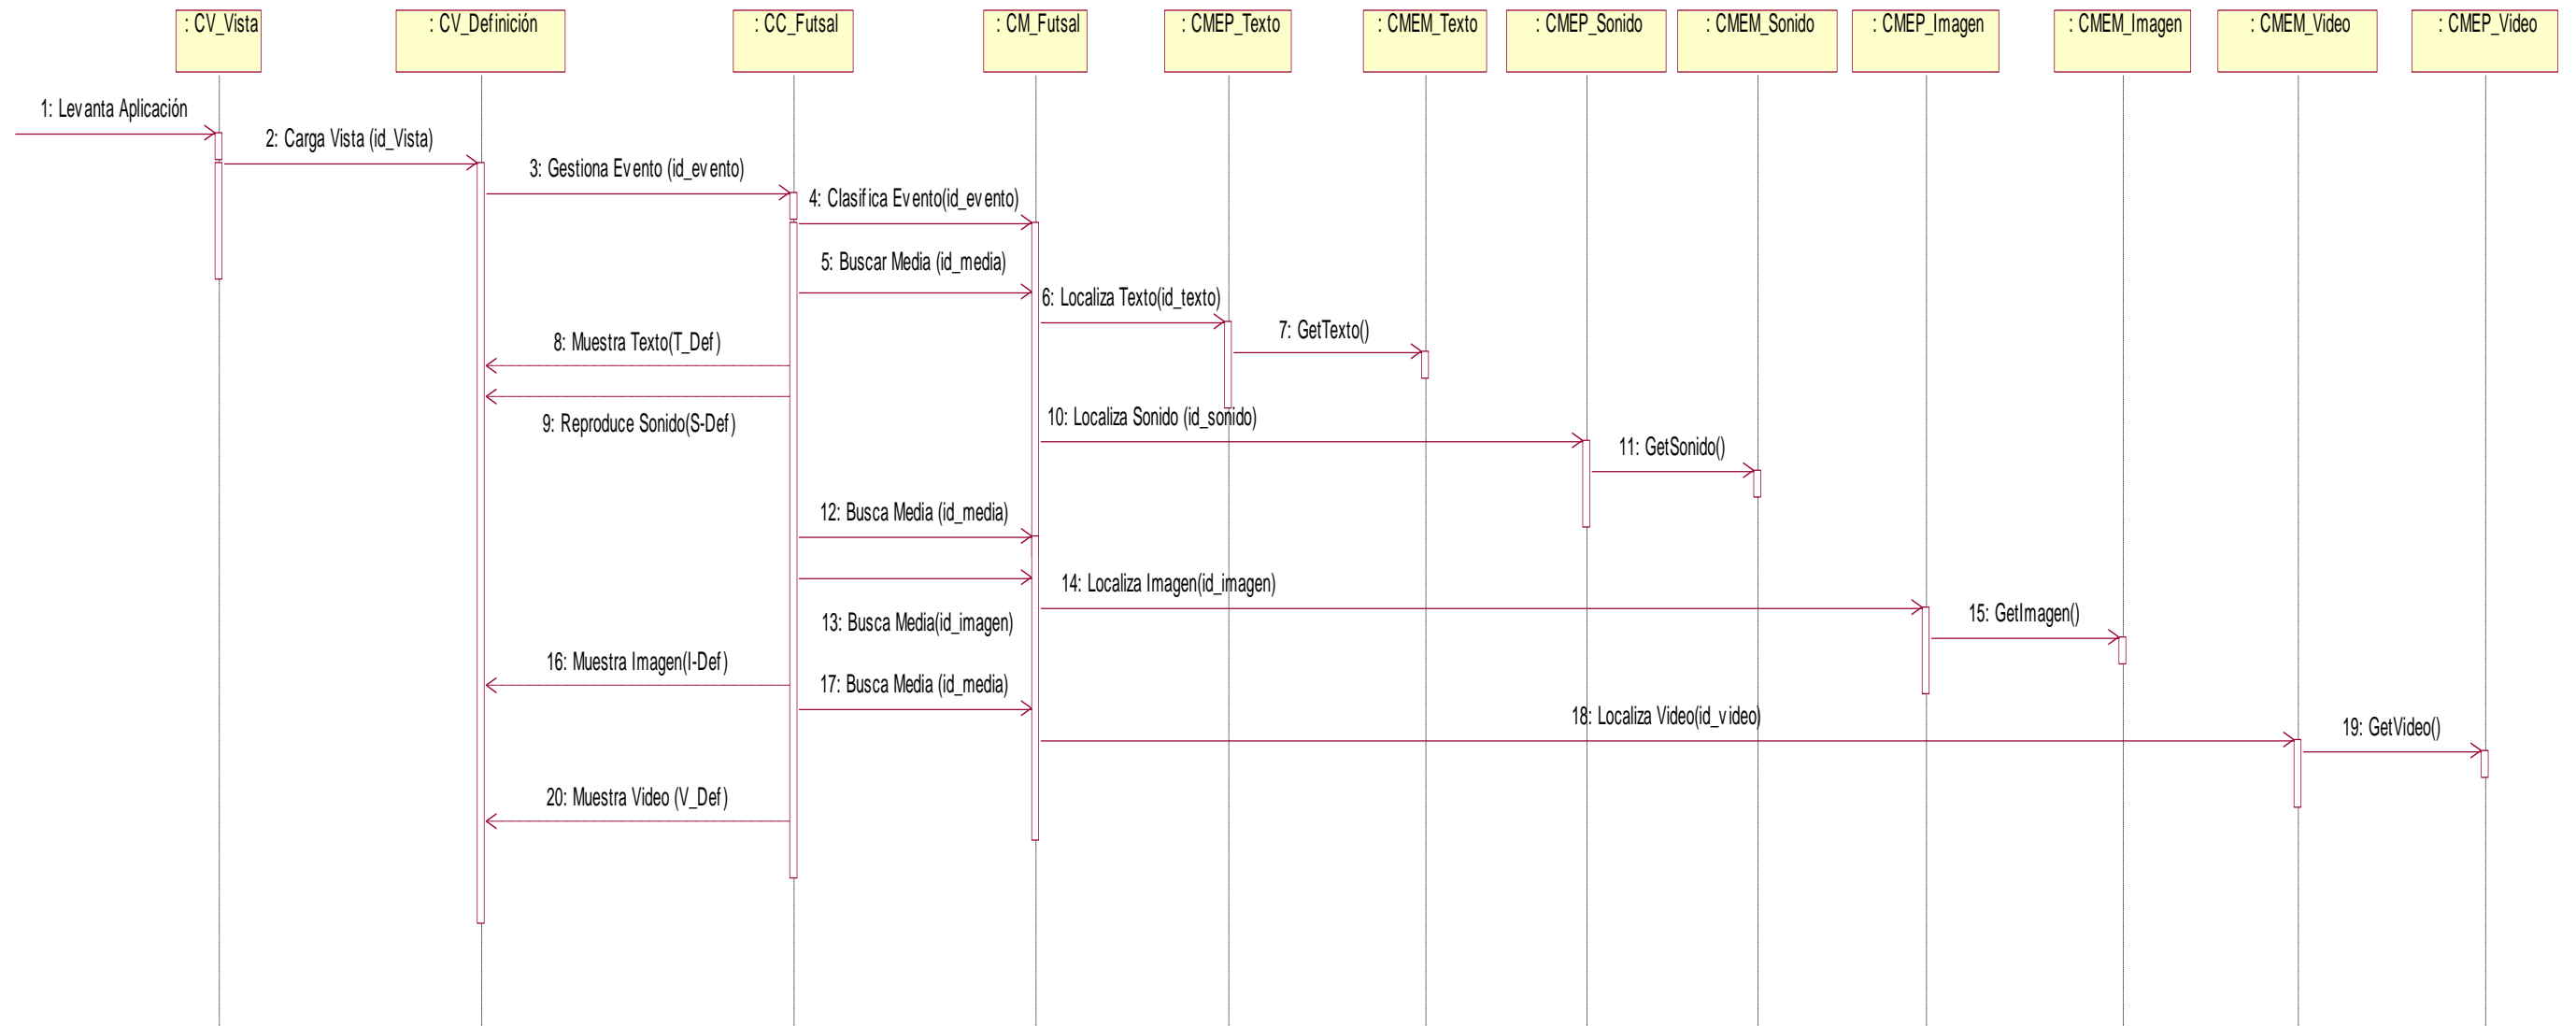 : CV_Vista
: CV_Definición
: CC_Futsal
: CM_Futsal
: CMEP_Texto
: CMEM_Texto
: CMEP_Sonido
: CMEM_Sonido
: CMEP_Imagen
: CMEM_Imagen
: CMEM_Video
: CMEP_Video
1: Levanta Aplicación
2: Carga Vista (id_Vista)
3: Gestiona Evento (id_evento)
4: Clasifica Evento(id_evento)
5: Buscar Media (id_media)
6: Localiza Texto(id_texto)
7: GetTexto()
8: Muestra Texto(T_Def)
9: Reproduce Sonido(S-Def)
10: Localiza Sonido (id_sonido)
11: GetSonido()
12: Busca Media (id_media)
13: Busca Media(id_imagen)
14: Localiza Imagen(id_imagen)
15: GetImagen()
16: Muestra Imagen(I-Def)
17: Busca Media (id_media)
18: Localiza Video(id_video)
19: GetVideo()
20: Muestra Video (V_Def)